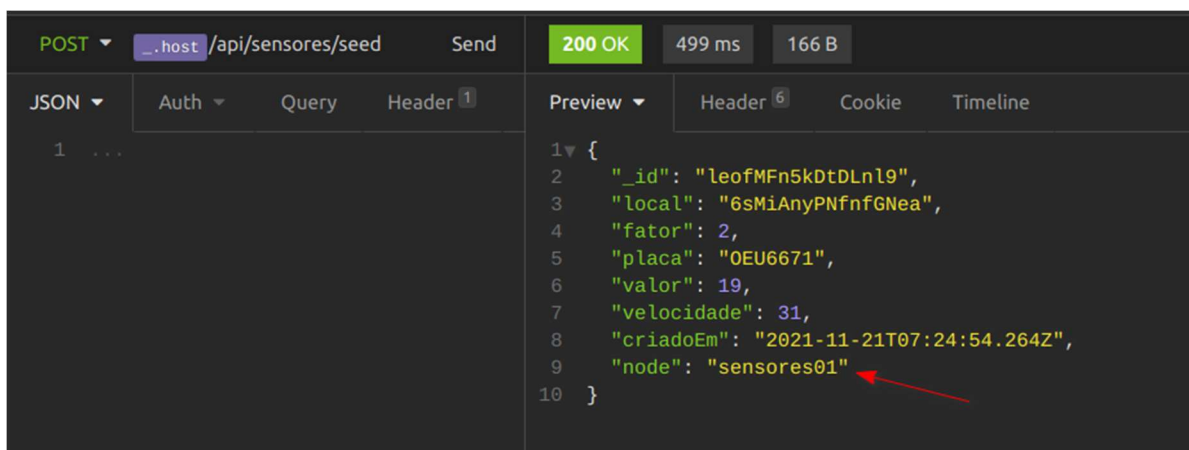 POST _.host /api/sensores/seed Send
200 OK 499 ms 166 B
JSON Auth Query Header 1
Preview Header 6 Cookie Timeline
1 ...
1 {
2 "_id": "leofMFn5kDtDLnl9",
3 "local": "6sMiAnyPNfnfGNea",
4 "fator": 2,
5 "placa": "OEU6671",
6 "valor": 19,
7 "velocidade": 31,
8 "criadoEm": "2021-11-21T07:24:54.264Z",
9 "node": "sensores01"
10 }